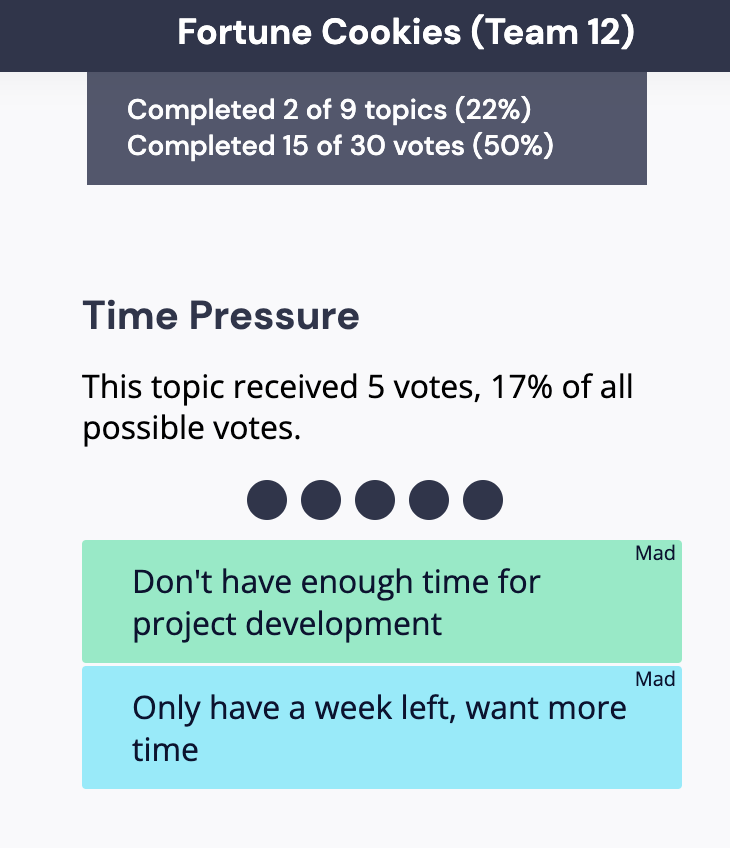 Fortune Cookies (Team 12)
Completed 2 of 9 topics (22%)
Completed 15 of 30 votes (50%)
Time Pressure
This topic received 5 votes, 17% of all
possible votes.
Mad
Don't have enough time for
project development
Mad
Only have a week left, want more
time